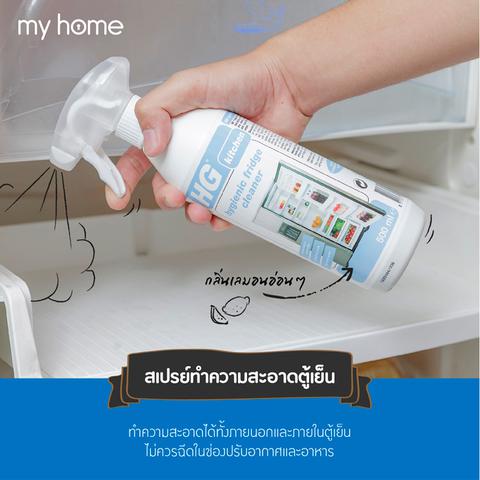 my home
HG
kitchen
hygienic fridge
cleaner
500 ml e
กลิ่นเลมอนอ่อนๆ
สเปรย์ทำความสะอาดตู้เย็น
ทำความสะอาดได้ทั้งภายนอกและภายในตู้เย็น
ไม่ควรฉีดในช่องปรับอากาศและอาหาร